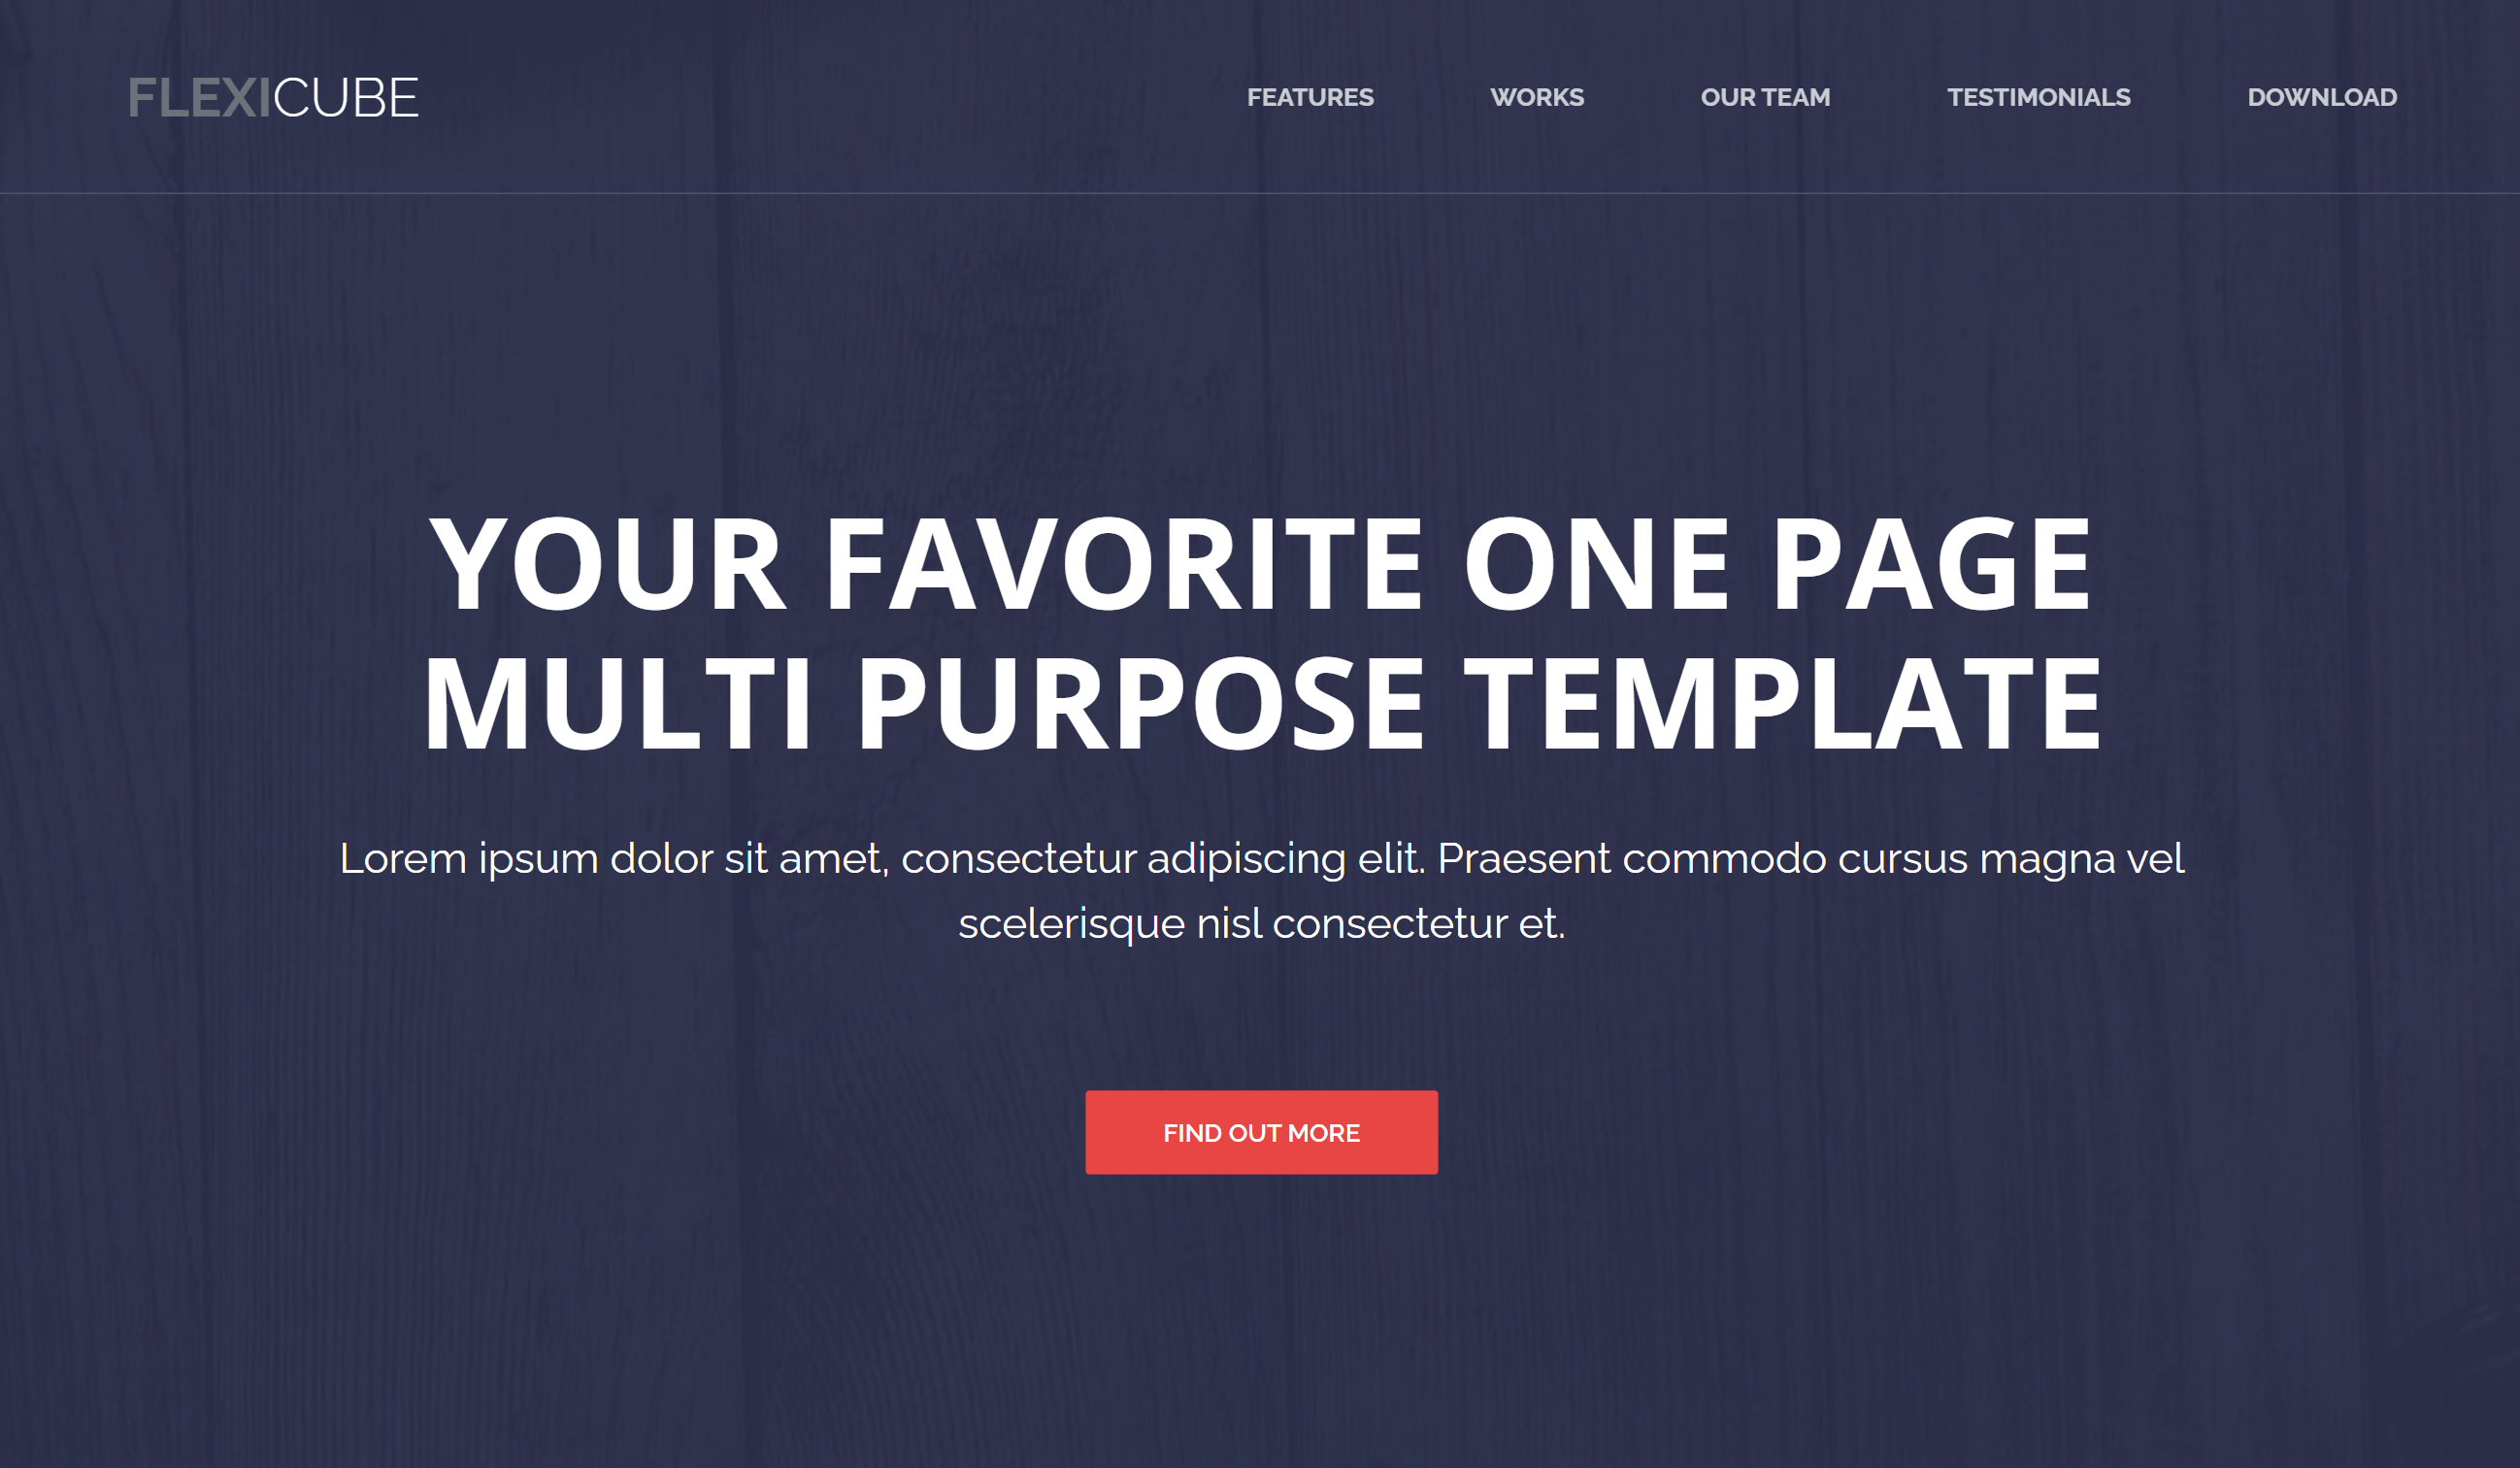 FLEXICUBE
FEATURES WORKS OUR TEAM TESTIMONIALS DOWNLOAD
YOUR FAVORITE ONE PAGE
MULTI PURPOSE TEMPLATE
Lorem ipsum dolor sit amet, consectetur adipiscing elit. Praesent commodo cursus magna vel
scelerisque nisl consectetur et.
FIND OUT MORE